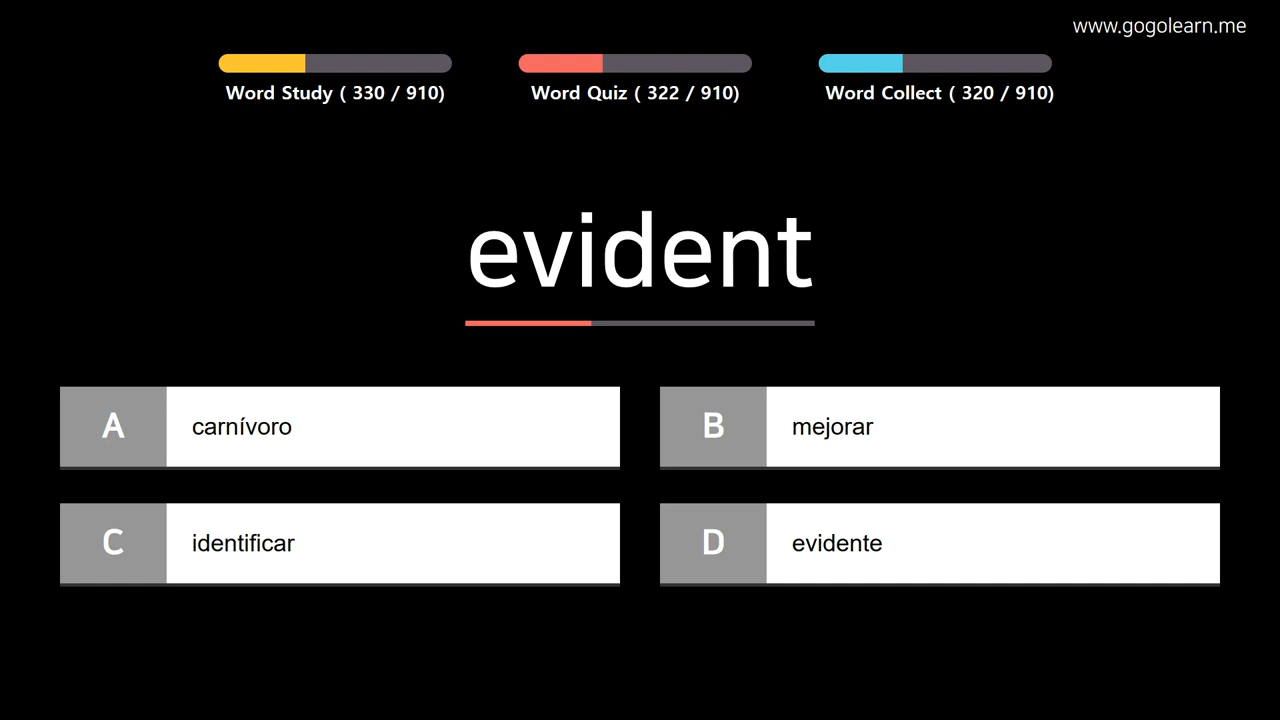 www.gogolearn.me
Word Study ( 330 / 910)
Word Quiz ( 322 / 910)
Word Collect ( 320 / 910)
evident
A carnívoro
B mejorar
C identificar
D evidente